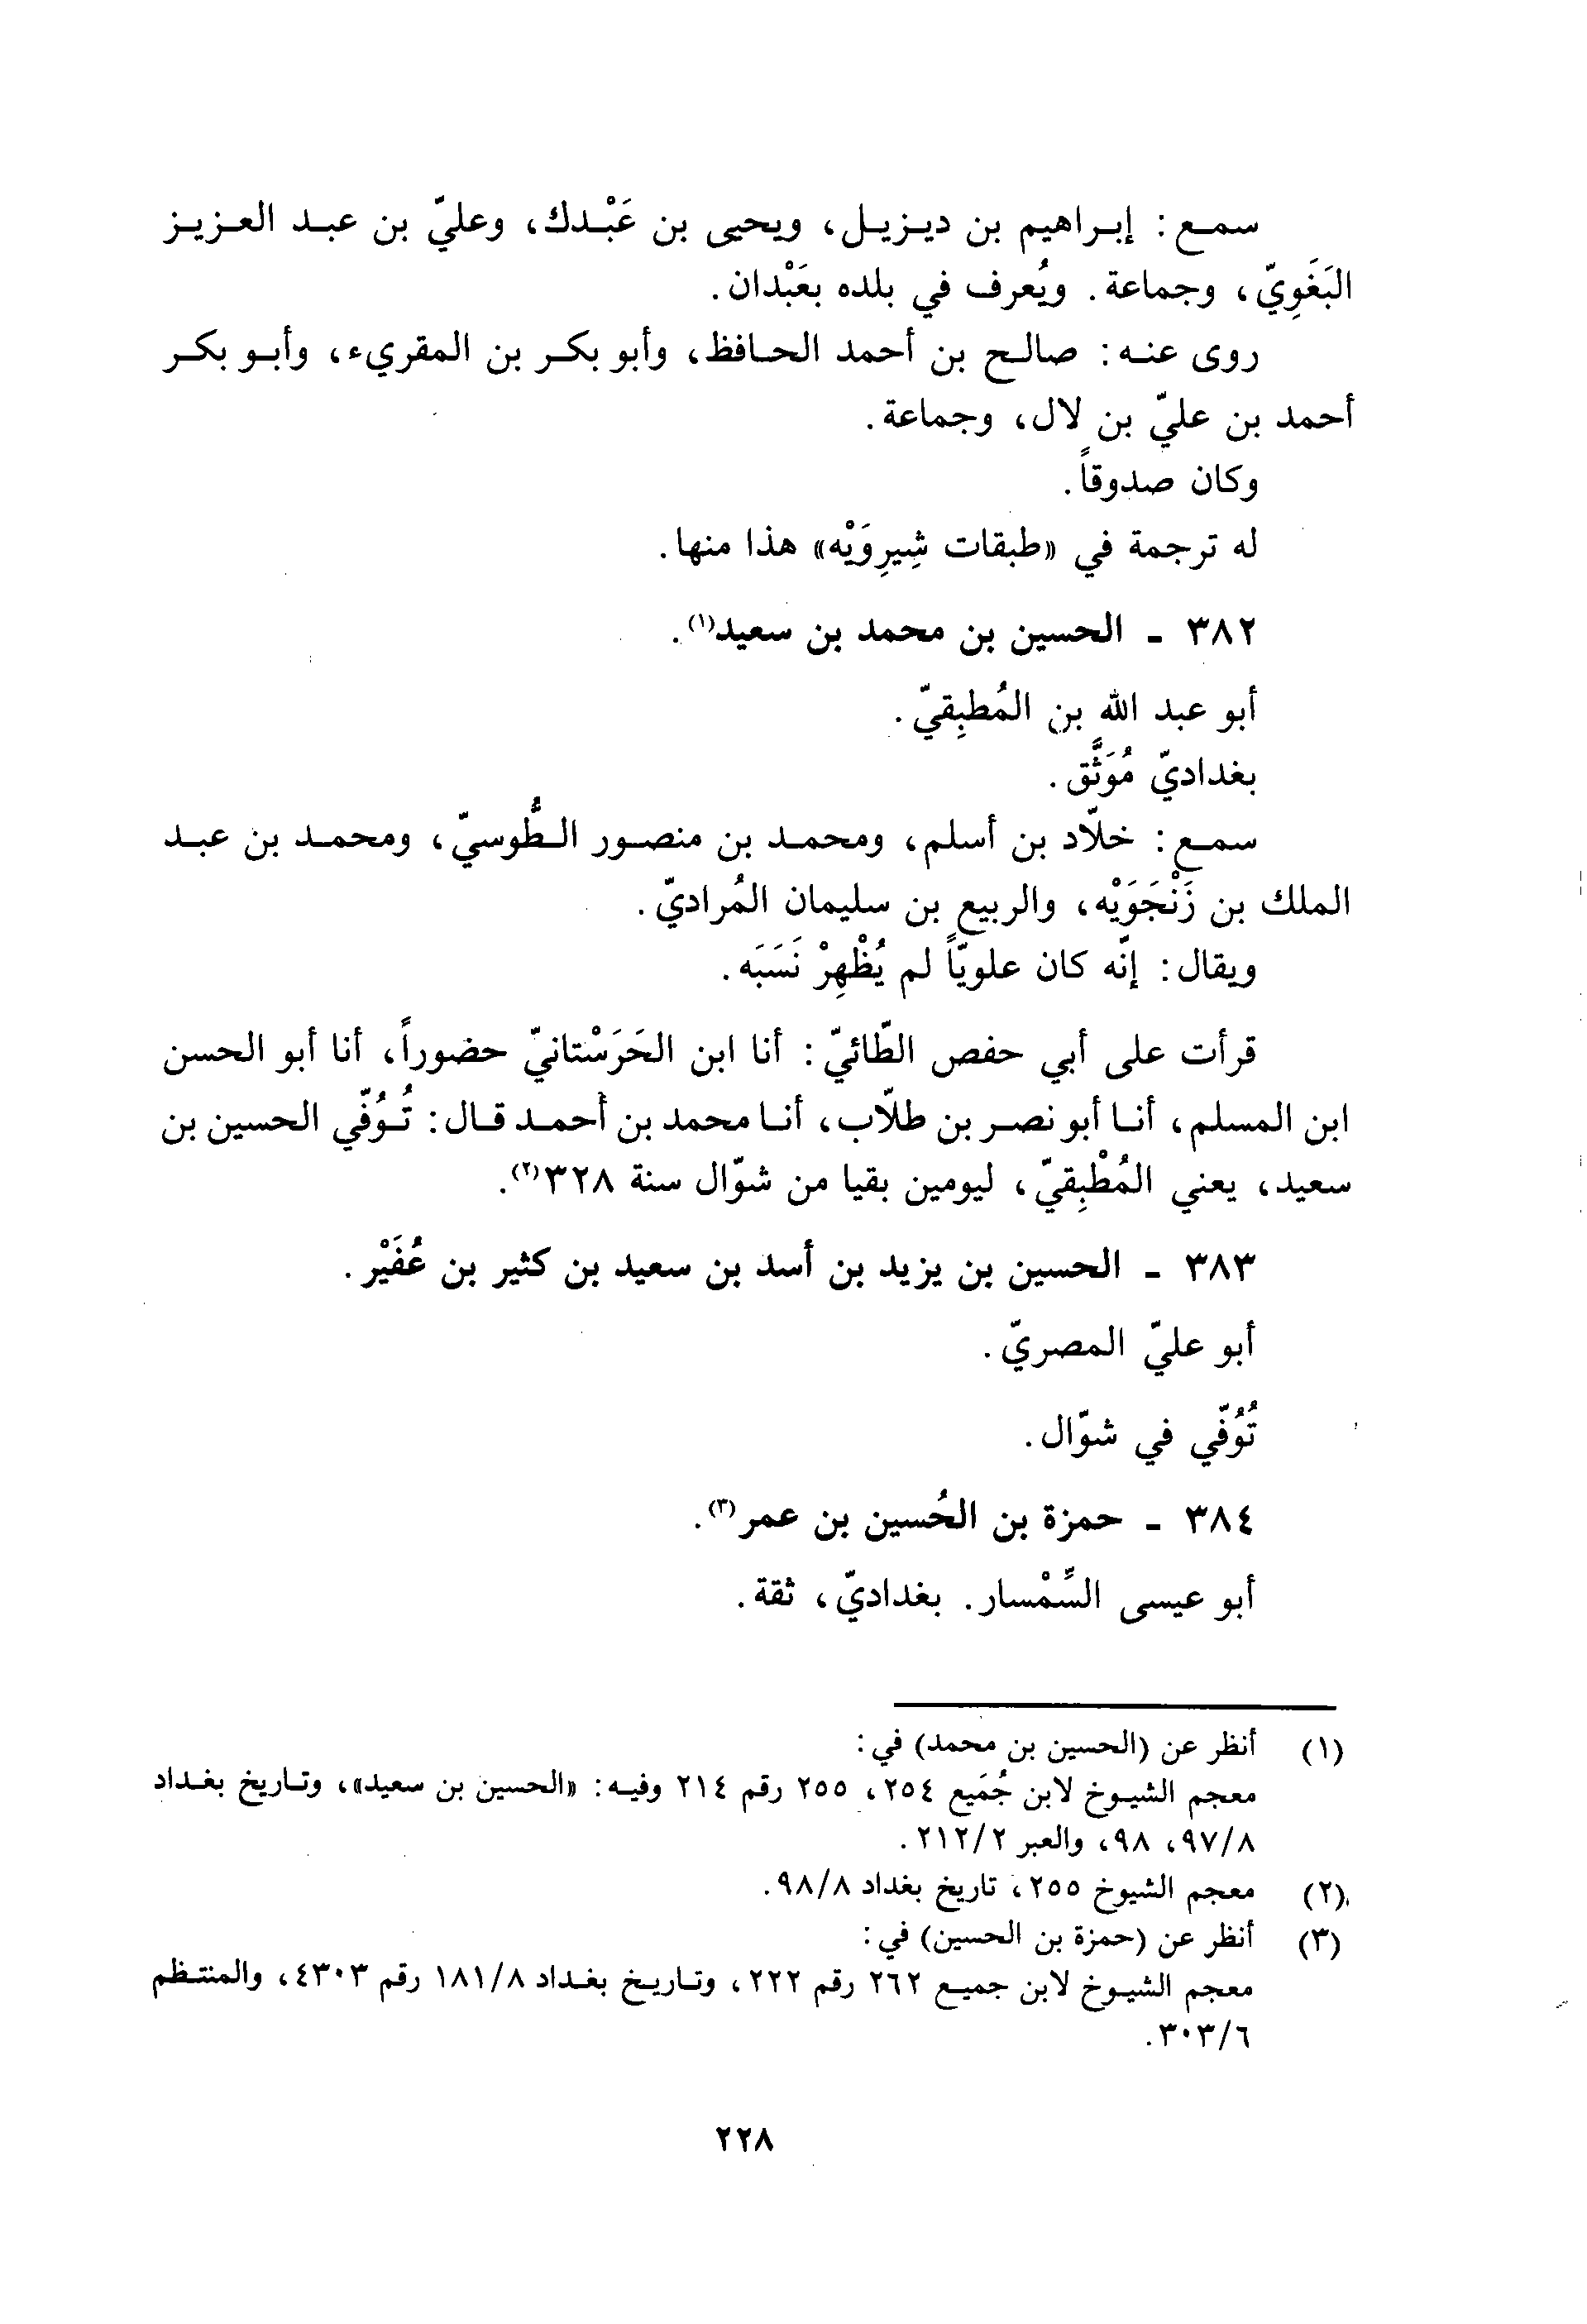 سمع: إبراهيم بن ديزيل، ويحيى بن عَبْدك، وعليّ بن عبد العزيز
البَغَوِيّ، وجماعة. ويُعرف في بلده بعَبْدان.
روى عنه: صالح بن أحمد الحافظ، وأبو بكر بن المقريء، وأبو بكر
أحمد بن عليّ بن لال، وجماعة.
وكان صدوقاً.
له ترجمة في «طبقات شِيرِوَيْه» هذا منها.
٣٨٢ - الحسين بن محمد بن سعيد(١).
أبو عبد الله بن المُطبِقيّ.
بغداديّ مُوَثَّق.
سمع: خلّاد بن أسلم، ومحمد بن منصور الطُّوسيّ، ومحمد بن عبد
الملك بن زَنْجَوَيْه، والربيع بن سليمان المُراديّ.
ويقال: إنّه كان علويّاً لم يُظْهِرْ نَسَبَه.
قرأت على أبي حفص الطّائيّ: أنا ابن الحَرَسْتانيّ حضوراً، أنا أبو الحسن
ابن المسلم، أنا أبو نصر بن طلّاب، أنا محمد بن أحمد قال: تُوُفّي الحسين بن
سعيد، يعني المُطْبِقيّ، ليومين بقيا من شوّال سنة ٣٢٨(٢).
٣٨٣ - الحسين بن يزيد بن أسد بن سعيد بن كثير بن عُفَيْر.
أبو عليّ المصريّ.
تُوُفّي في شوّال.
٣٨٤ - حمزة بن الحُسين بن عمر(٣).
أبو عيسى السِّمْسار. بغداديّ، ثقة.
(١) أنظر عن (الحسين بن محمد) في:
معجم الشيوخ لابن جُمَيع ٢٥٤، ٢٥٥ رقم ٢١٤ وفيه: «الحسين بن سعيد»، وتاريخ بغداد
٩٧/٨، ٩٨، والعبر ٢١٢/٢.
(٢) معجم الشيوخ ٢٥٥، تاريخ بغداد ٩٨/٨.
(٣) أنظر عن (حمزة بن الحسين) في:
معجم الشيوخ لابن جميع ٢٦٢ رقم ٢٢٢، وتاريخ بغداد ١٨١/٨ رقم ٤٣٠٣، والمنتظم
٣٠٣/٦.
٢٢٨